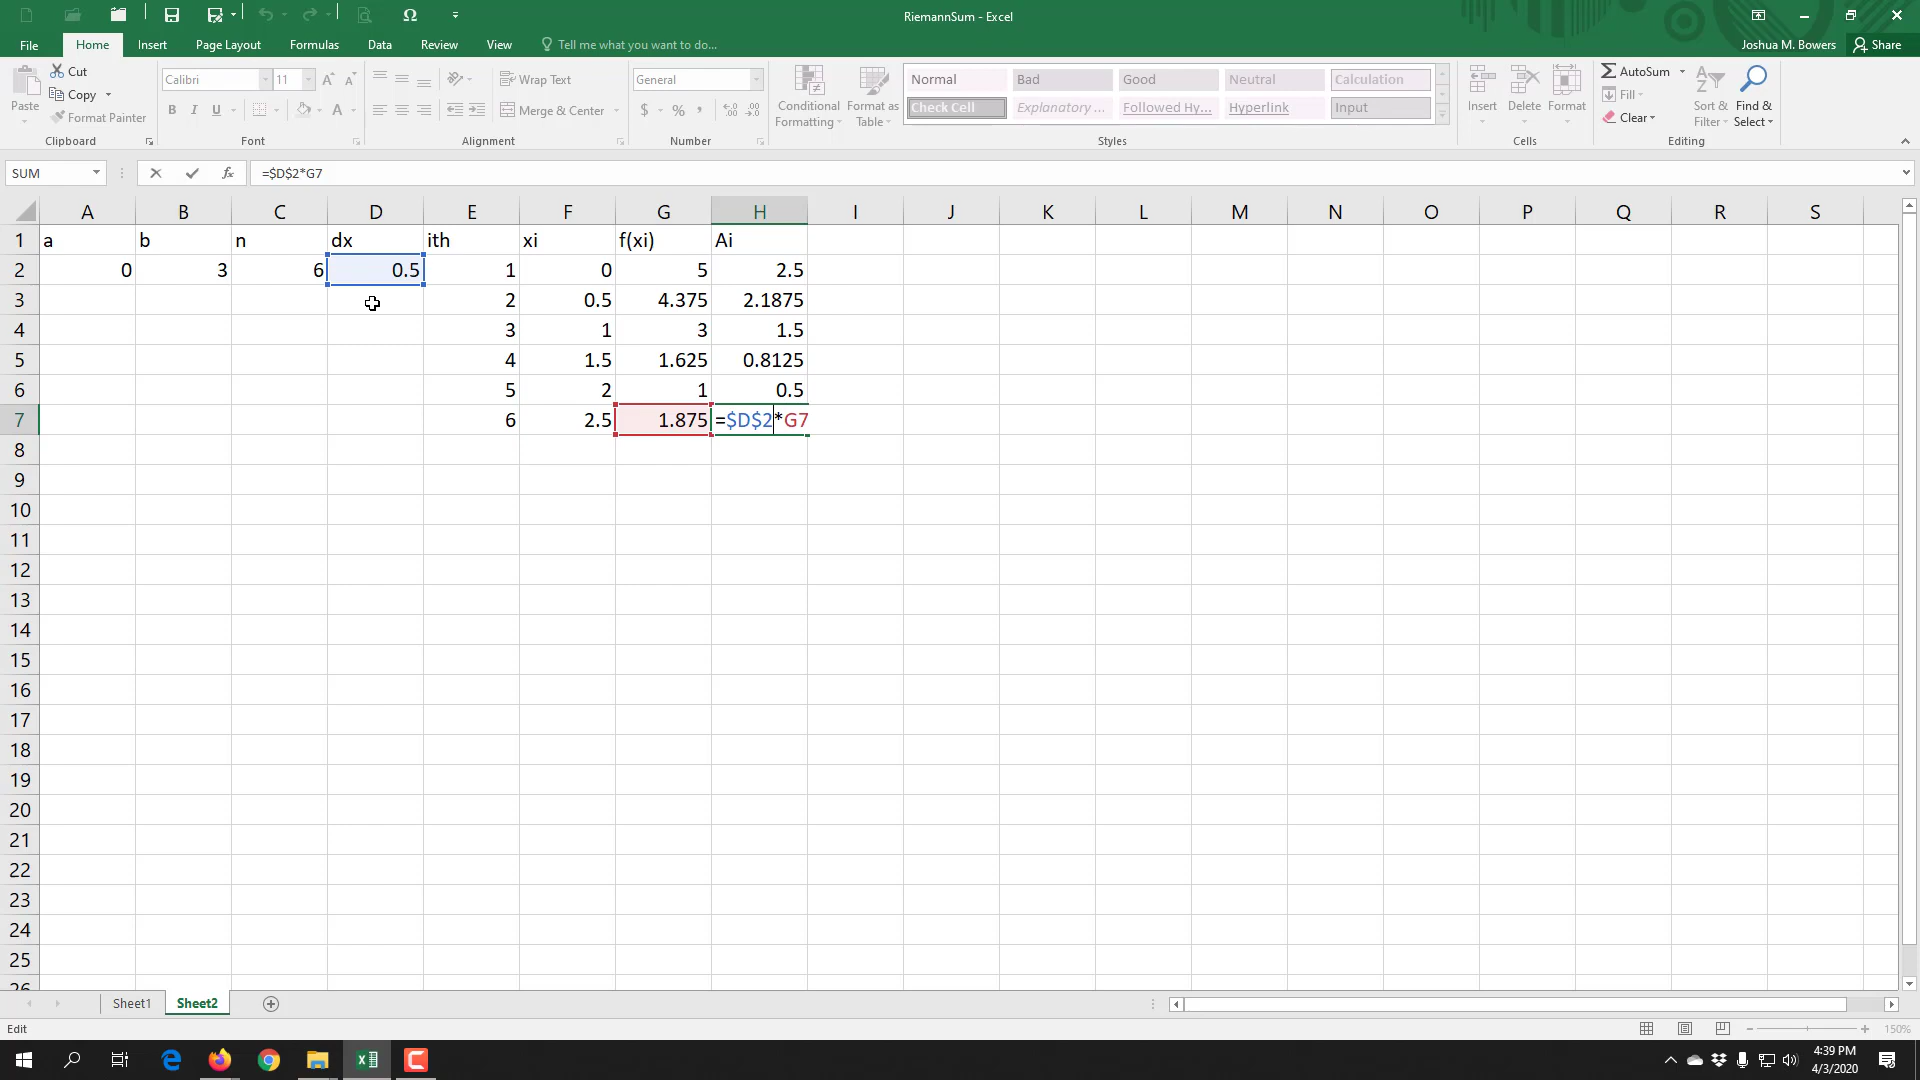 RiemannSum - Excel
File Home Insert Page Layout Formulas Data Review View Tell me what you want to do... Joshua M. Bowers Share
Paste
Cut
Copy
Format Painter
Clipboard
Calibri 11 A A
B I U A
Font
Wrap Text
Merge & Center
Alignment
General
$ % ,
Number
Conditional Formatting
Format as Table
Normal Bad Good Neutral Calculation
Check Cell Explanatory ... Followed Hy... Hyperlink Input
Styles
Insert Delete Format
Cells
AutoSum
Fill
Clear
Sort & Filter
Find & Select
Editing
SUM fx =$D$2*G7
A B C D E F G H I J K L M N O P Q R S
1 a b n dx ith xi f(xi) Ai
2 0 3 6 0.5 1 0 5 2.5
3 2 0.5 4.375 2.1875
4 3 1 3 1.5
5 4 1.5 1.625 0.8125
6 5 2 1 0.5
7 6 2.5 1.875 =$D$2*G7
8
9
10
11
12
13
14
15
16
17
18
19
20
21
22
23
24
25
26
Sheet1 Sheet2
Edit 150%
4:39 PM
4/3/2020